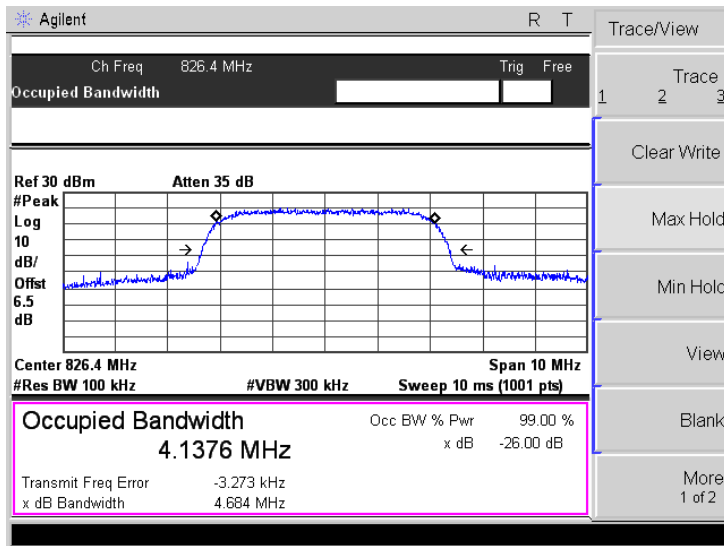 Agilent R T
Ch Freq 826.4 MHz Trig Free
Occupied Bandwidth
Ref 30 dBm Atten 35 dB
#Peak
Log
10
dB/
Offst
6.5
dB
Center 826.4 MHz Span 10 MHz
#Res BW 100 kHz #VBW 300 kHz Sweep 10 ms (1001 pts)
Occupied Bandwidth
4.1376 MHz
Occ BW % Pwr 99.00 %
x dB -26.00 dB
Transmit Freq Error -3.273 kHz
x dB Bandwidth 4.684 MHz
Trace/View
Trace
1 2 3
Clear Write
Max Hold
Min Hold
View
Blank
More
1 of 2